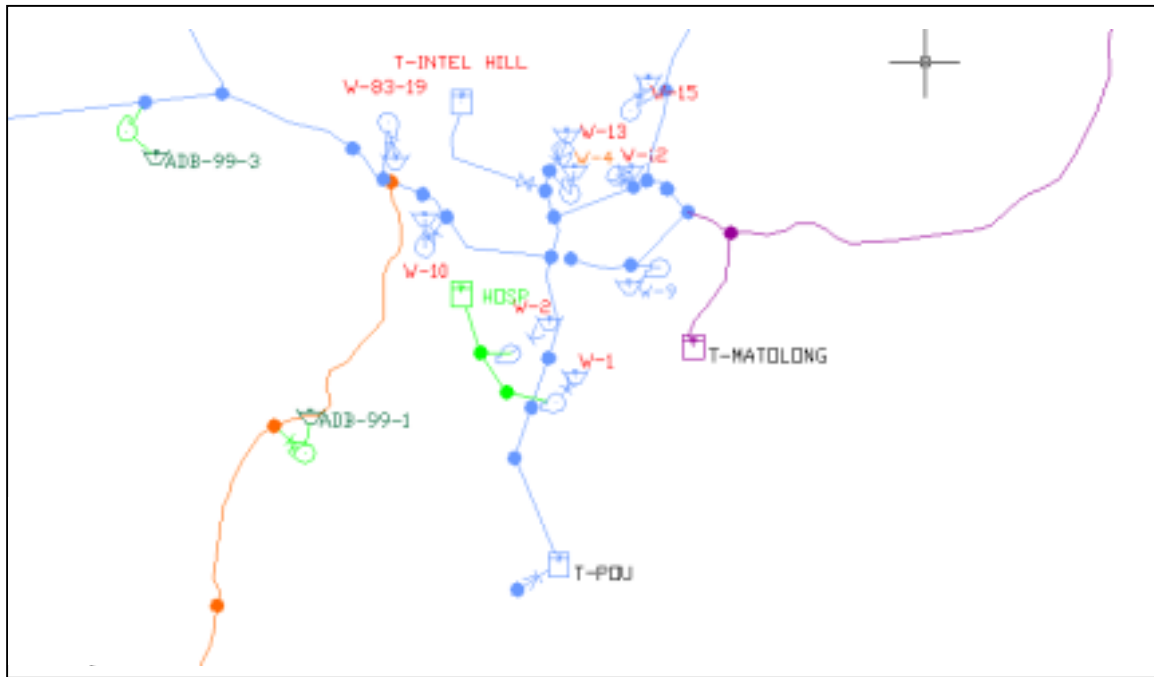 T-INTEL HILL
W-83-19
W-15
W-13
W-4
W-12
ADB-99-3
W-10
HOSP
W-9
W-2
T-MATOLONG
W-1
ADB-99-1
T-POU